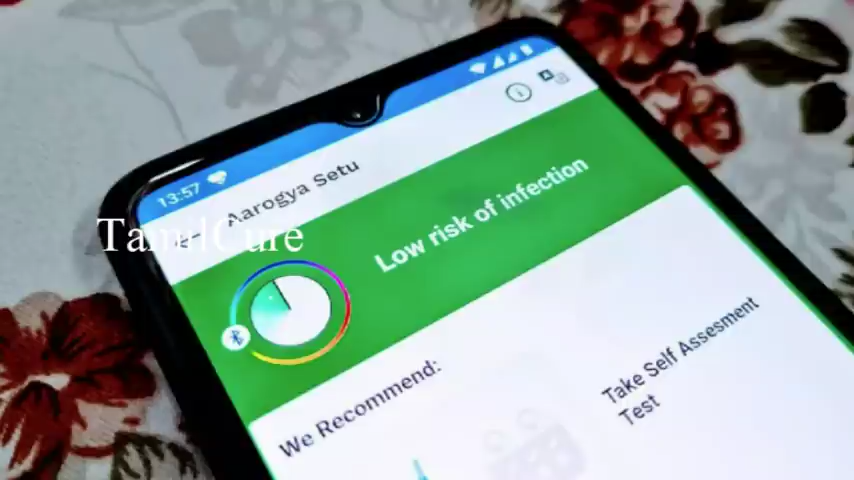 13:57
Aarogya Setu
TamilCure
Low risk of infection
We Recommend:
Take Self Assesment
Test